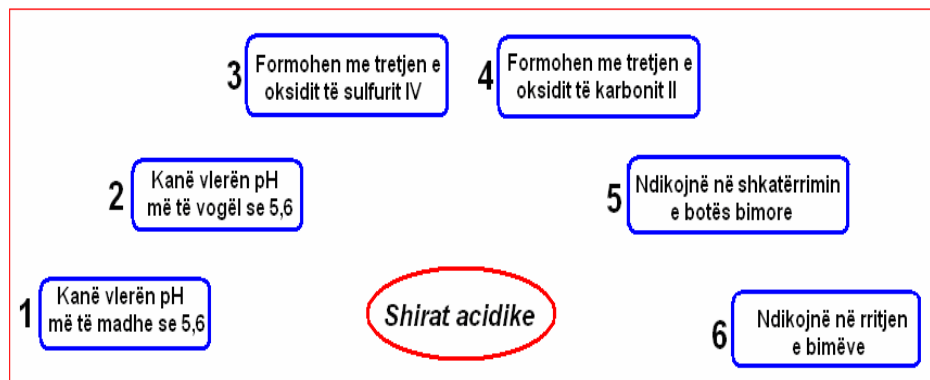 3
Formohen me tretjen e
oksidit të sulfurit IV
4
Formohen me tretjen e
oksidit të karbonit II
2
Kanë vlerën pH
më të vogël se 5,6
5
Ndikojnë në shkatërrimin
e botës bimore
1
Kanë vlerën pH
më të madhe se 5,6
Shirat acidike
6
Ndikojnë në rritjen
e bimëve